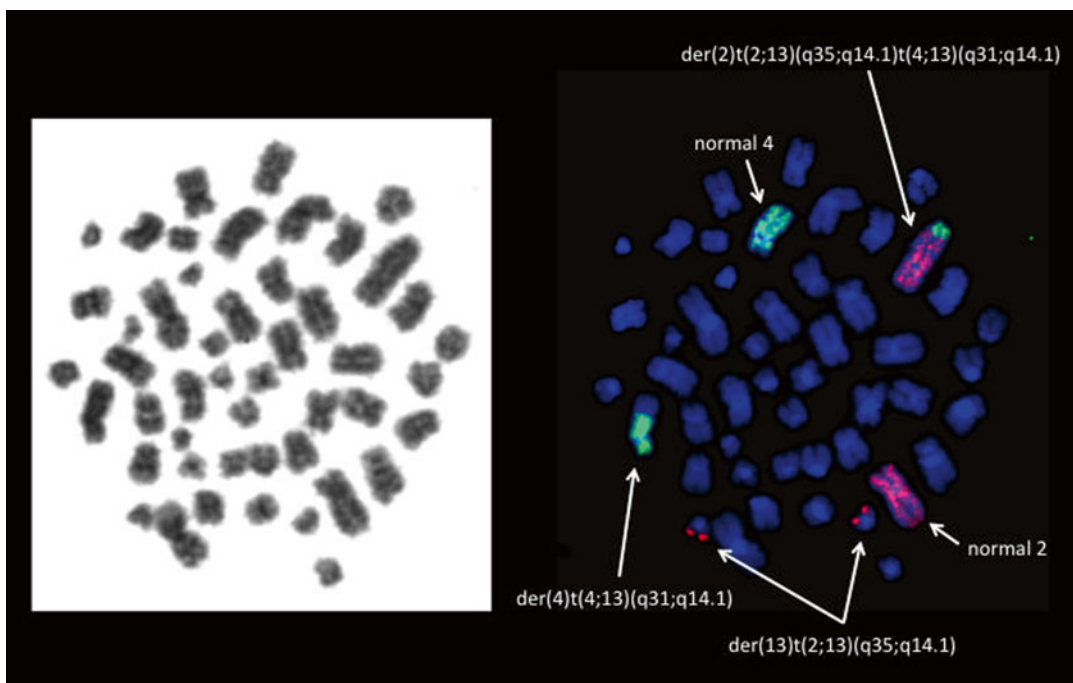 der(2)t(2;13)(q35;q14.1)t(4;13)(q31;q14.1)
normal 4
normal 2
der(4)t(4;13)(q31;q14.1)
der(13)t(2;13)(q35;q14.1)